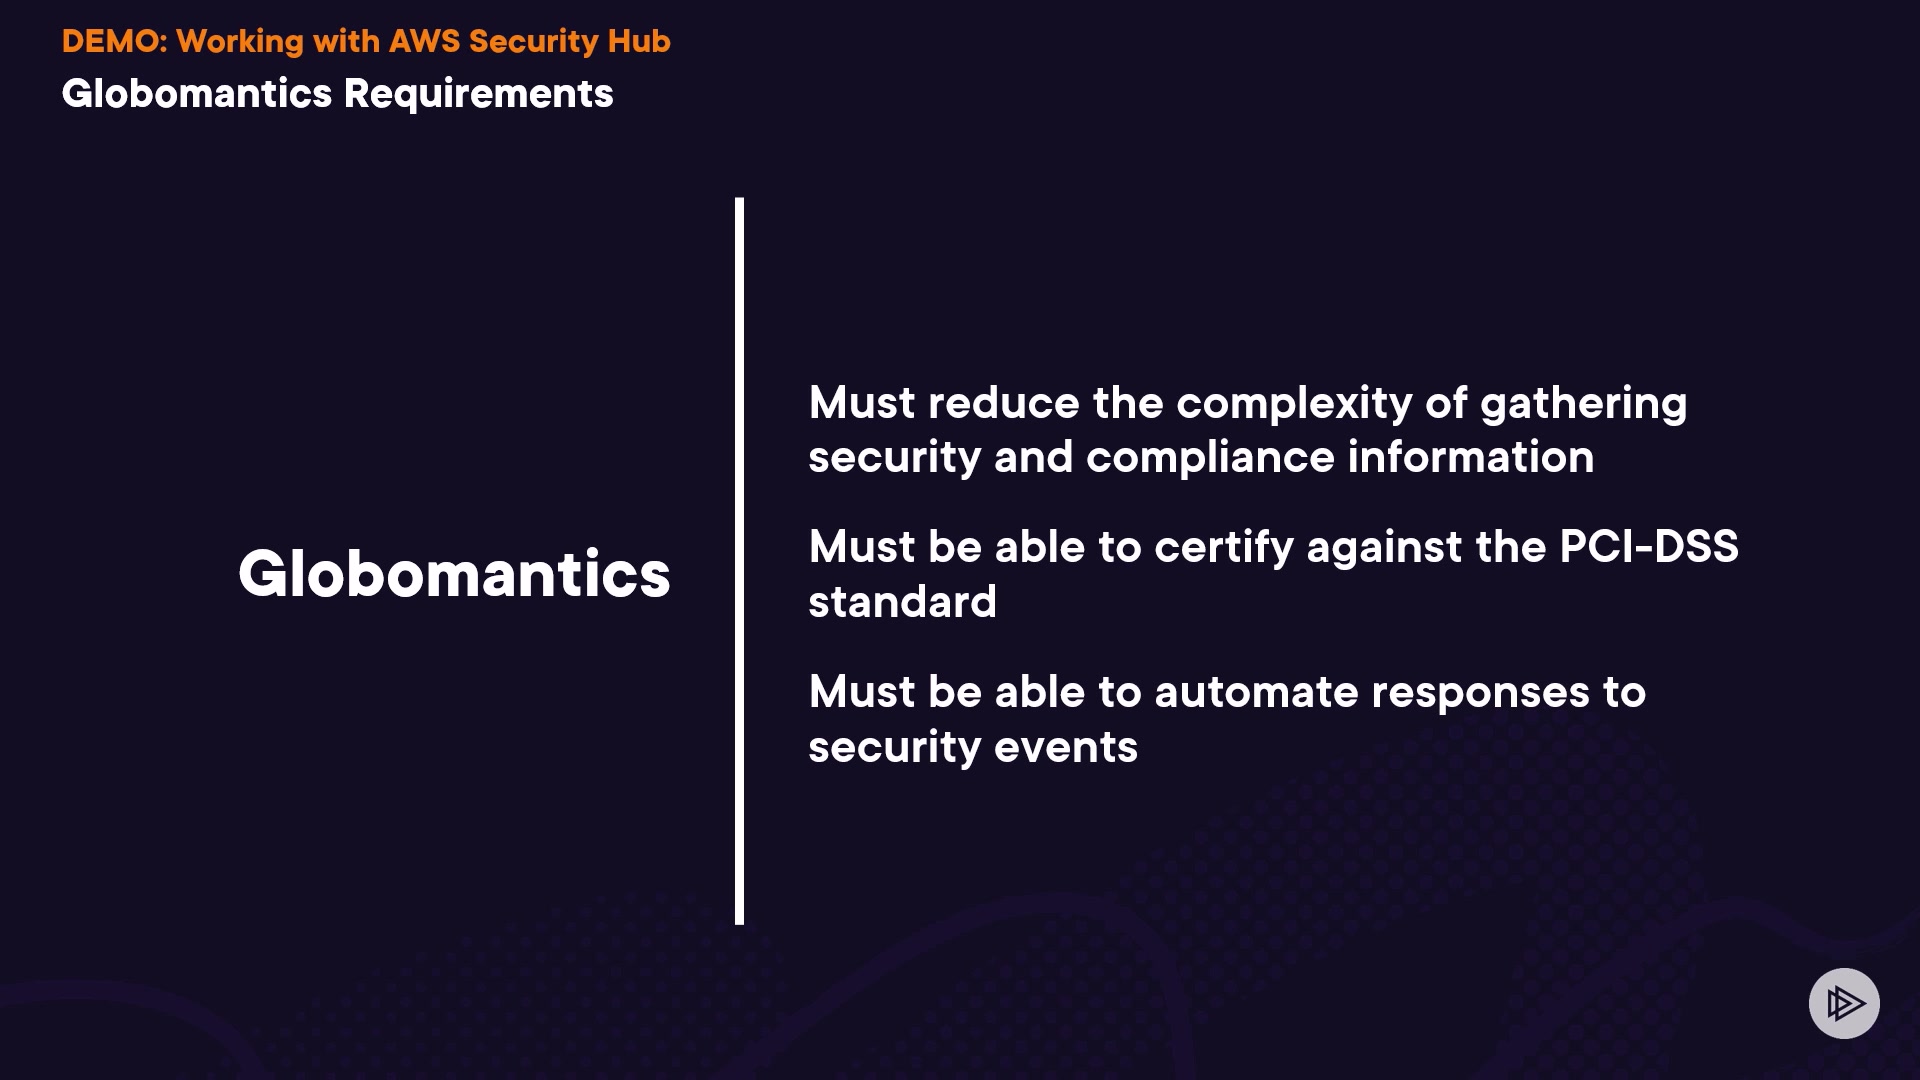 DEMO: Working with AWS Security Hub
Globomantics Requirements
Globomantics
Must reduce the complexity of gathering
security and compliance information
Must be able to certify against the PCI-DSS
standard
Must be able to automate responses to
security events